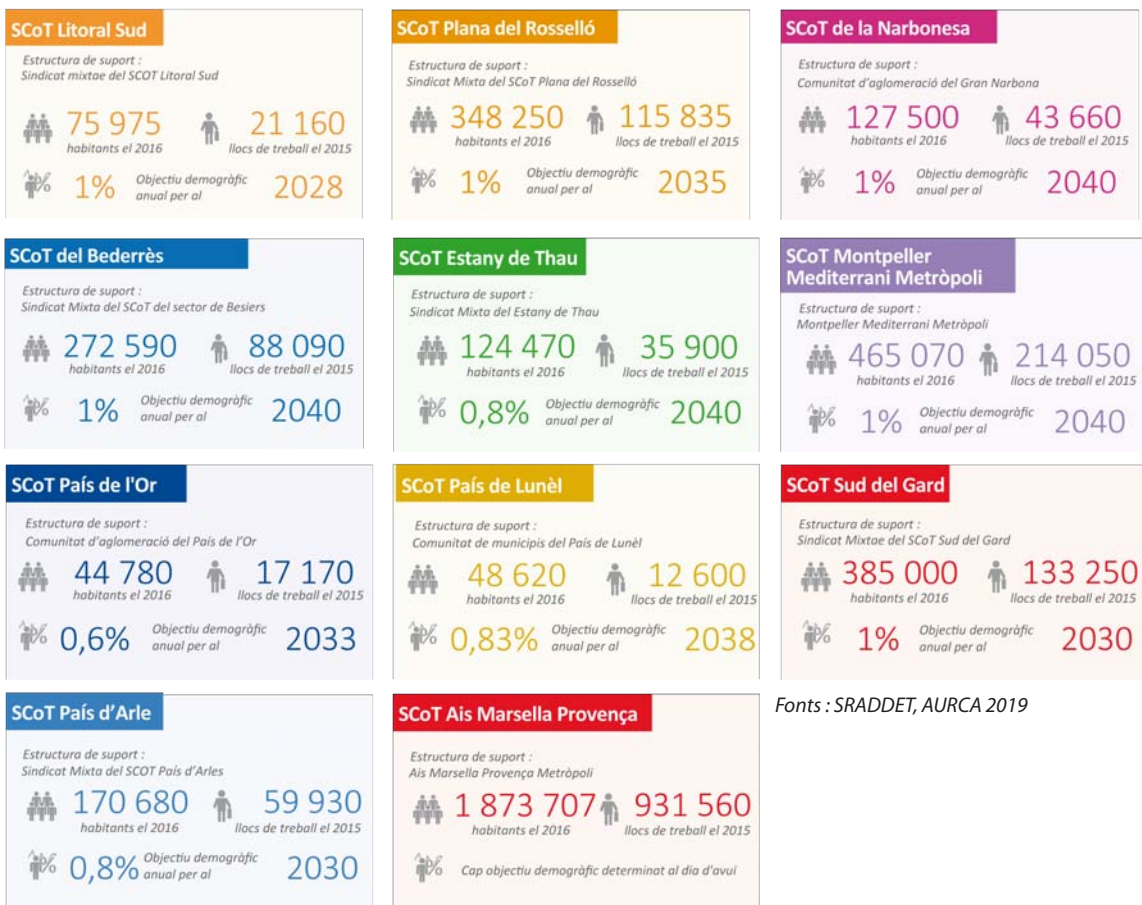 SCoT Litoral Sud
Estructura de suport :
Sindicat mixtae del SCOT Litoral Sud
75 975
habitants el 2016
21 160
llocs de treball el 2015
1%
Objectiu demogràfic
anual per al
2028
SCoT Plana del Rosselló
Estructura de suport :
Sindicat Mixta del SCoT Plana del Rosselló
348 250
habitants el 2016
115 835
llocs de treball el 2015
1%
Objectiu demogràfic
anual per al
2035
SCoT de la Narbonesa
Estructura de suport :
Comunitat d'aglomeració del Gran Narbona
127 500
habitants el 2016
43 660
llocs de treball el 2015
1%
Objectiu demogràfic
anual per al
2040
SCoT del Bederrès
Estructura de suport :
Sindicat Mixta del SCoT del sector de Besiers
272 590
habitants el 2016
88 090
llocs de treball el 2015
1%
Objectiu demogràfic
anual per al
2040
SCoT Estany de Thau
Estructura de suport :
Sindicat Mixta del Estany de Thau
124 470
habitants el 2016
35 900
llocs de treball el 2015
0,8%
Objectiu demogràfic
anual per al
2040
SCoT Montpeller
Mediterrani Metròpoli
Estructura de suport :
Montpeller Mediterrani Metròpoli
465 070
habitants el 2016
214 050
llocs de treball el 2015
1%
Objectiu demogràfic
anual per al
2040
SCoT País de l'Or
Estructura de suport :
Comunitat d'aglomeració del País de l'Or
44 780
habitants el 2016
17 170
llocs de treball el 2015
0,6%
Objectiu demogràfic
anual per al
2033
SCoT País de Lunèl
Estructura de suport :
Comunitat de municipis del País de Lunèl
48 620
habitants el 2016
12 600
llocs de treball el 2015
0,83%
Objectiu demogràfic
anual per al
2038
SCoT Sud del Gard
Estructura de suport :
Sindicat Mixtae del SCoT Sud del Gard
385 000
habitants el 2016
133 250
llocs de treball el 2015
1%
Objectiu demogràfic
anual per al
2030
SCoT País d'Arle
Estructura de suport :
Sindicat Mixta del SCOT País d'Arles
170 680
habitants el 2016
59 930
llocs de treball el 2015
0,8%
Objectiu demogràfic
anual per al
2030
SCoT Ais Marsella Provença
Estructura de suport :
Ais Marsella Provença Metròpoli
1 873 707
habitants el 2016
931 560
llocs de treball el 2015
Cap objectiu demogràfic determinat al dia d'avui
Fonts : SRADDET, AURCA 2019